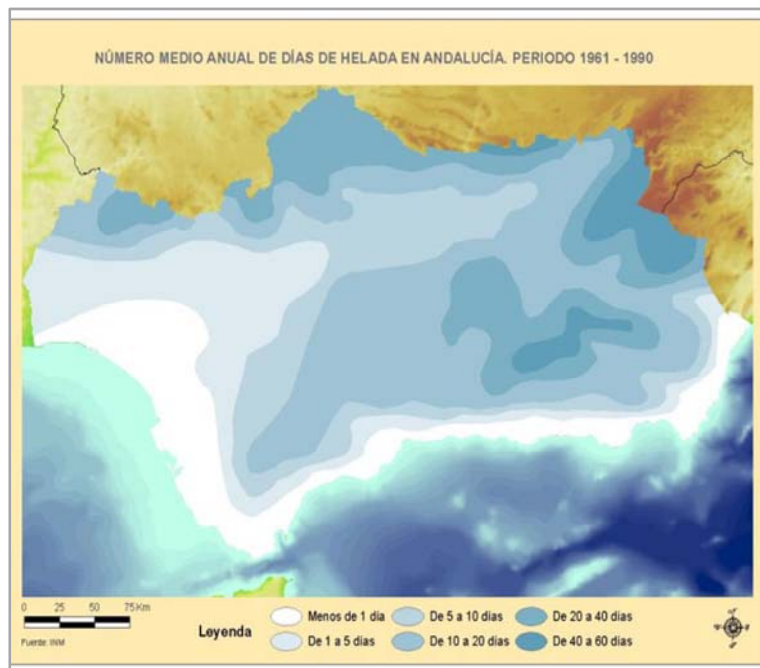 NÚMERO MEDIO ANUAL DE DÍAS DE HELADA EN ANDALUCÍA. PERIODO 1961 - 1990
0 25 50 75 Km
Fuente: INM
Leyenda
Menos de 1 día
De 5 a 10 días
De 20 a 40 días
De 1 a 5 días
De 10 a 20 días
De 40 a 60 días